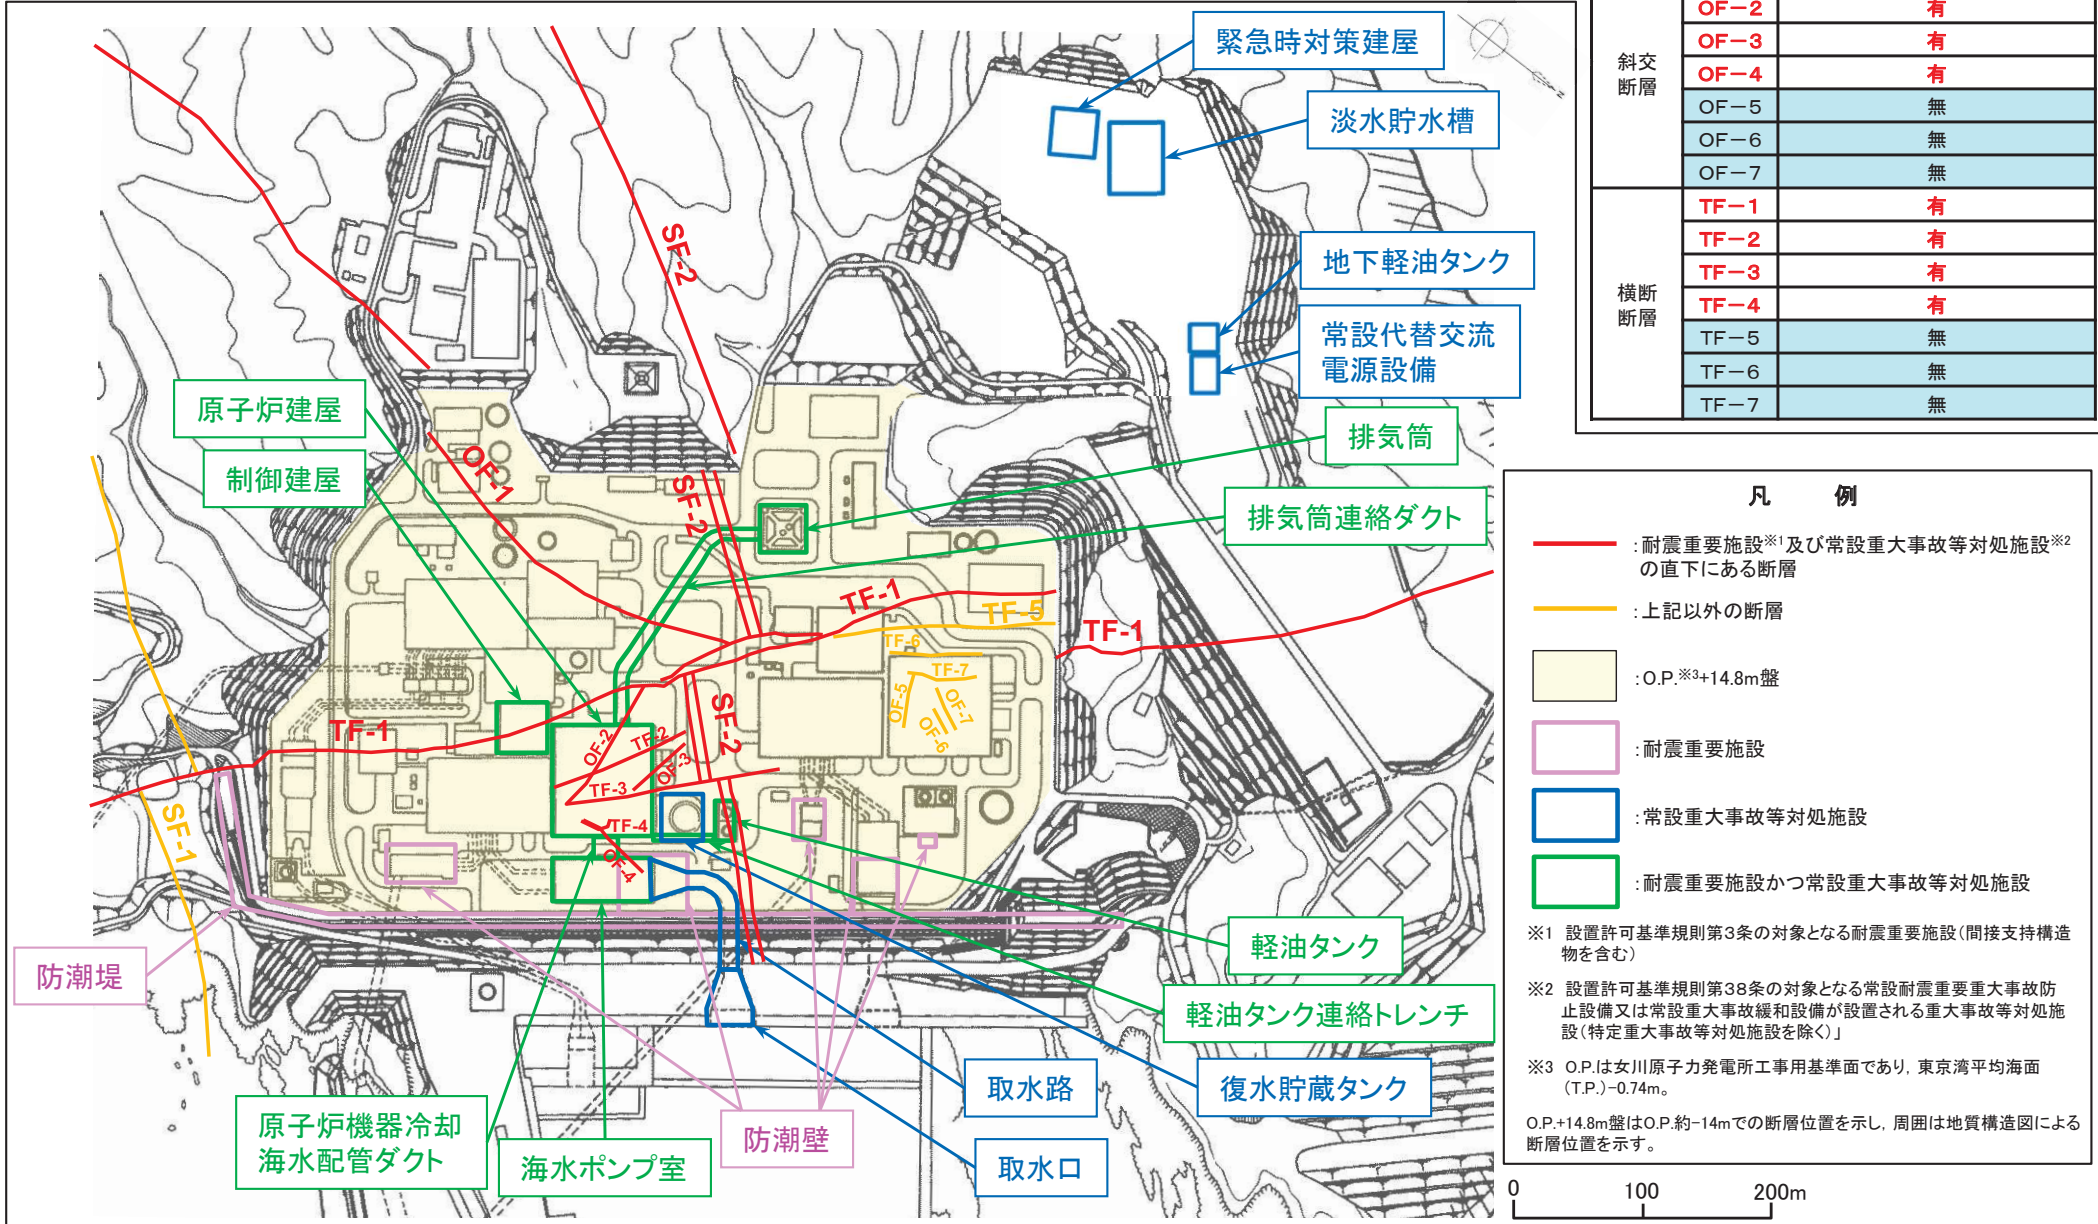 緊急時対策建屋
淡水貯水槽
地下軽油タンク
常設代替交流
電源設備
排気筒
排気筒連絡ダクト
原子炉建屋
制御建屋
SF-2
OF-1
SF-2
TF-1
TF-5
TF-1
TF-6
TF-7
OF-5
OF-7
OF-6
TF-1
SF-2
OF-2
TF-2
OF-3
TF-3
TF-4
OF-4
SF-1
防潮堤
軽油タンク
軽油タンク連絡トレンチ
取水路
復水貯蔵タンク
原子炉機器冷却
海水配管ダクト
海水ポンプ室
防潮壁
取水口
斜交
断層
OF-2 有
OF-3 有
OF-4 有
OF-5 無
OF-6 無
OF-7 無
横断
断層
TF-1 有
TF-2 有
TF-3 有
TF-4 有
TF-5 無
TF-6 無
TF-7 無
凡 例
:耐震重要施設※1及び常設重大事故等対処施設※2
の直下にある断層
:上記以外の断層
:O.P.※3+14.8m盤
:耐震重要施設
:常設重大事故等対処施設
:耐震重要施設かつ常設重大事故等対処施設
※1 設置許可基準規則第3条の対象となる耐震重要施設(間接支持構造
物を含む)
※2 設置許可基準規則第38条の対象となる常設耐震重要重大事故防
止設備又は常設重大事故緩和設備が設置される重大事故等対処施
設(特定重大事故等対処施設を除く)」
※3 O.P.は女川原子力発電所工事用基準面であり,東京湾平均海面
(T.P.)-0.74m。
O.P.+14.8m盤はO.P.約-14mでの断層位置を示し,周囲は地質構造図による
断層位置を示す。
0 100 200m